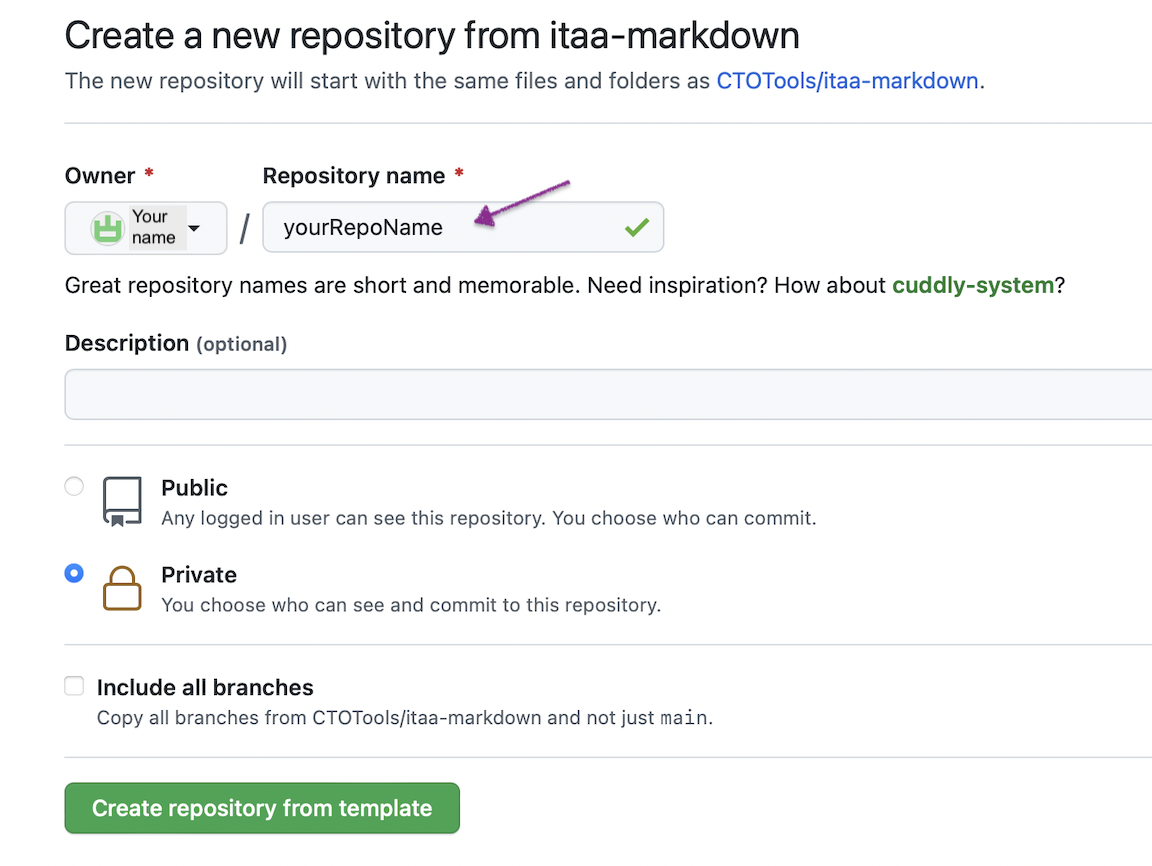 Create a new repository from itaa-markdown
The new repository will start with the same files and folders as CTOTools/itaa-markdown.
Owner * Repository name *
Your
name / yourRepoName
Great repository names are short and memorable. Need inspiration? How about cuddly-system?
Description (optional)
Public
Any logged in user can see this repository. You choose who can commit.
Private
You choose who can see and commit to this repository.
Include all branches
Copy all branches from CTOTools/itaa-markdown and not just main.
Create repository from template